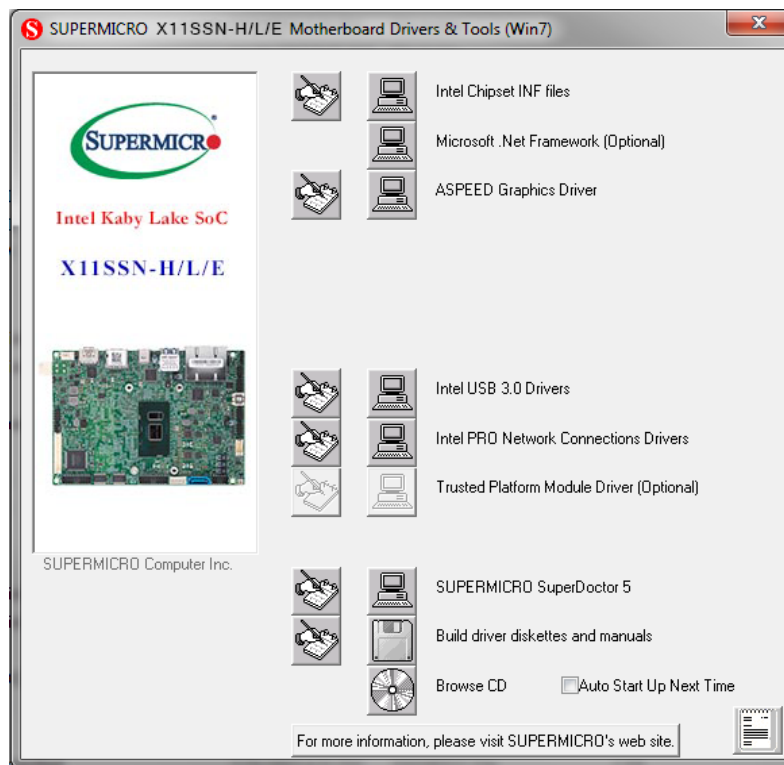 SUPERMICRO X11SSN-H/L/E Motherboard Drivers & Tools (Win7)
SUPERMICRO
Intel Kaby Lake SoC
X11SSN-H/L/E
SUPERMICRO Computer Inc.
Intel Chipset INF files
Microsoft .Net Framework (Optional)
ASPEED Graphics Driver
Intel USB 3.0 Drivers
Intel PRO Network Connections Drivers
Trusted Platform Module Driver (Optional)
SUPERMICRO SuperDoctor 5
Build driver diskettes and manuals
Browse CD
Auto Start Up Next Time
For more information, please visit SUPERMICRO's web site.